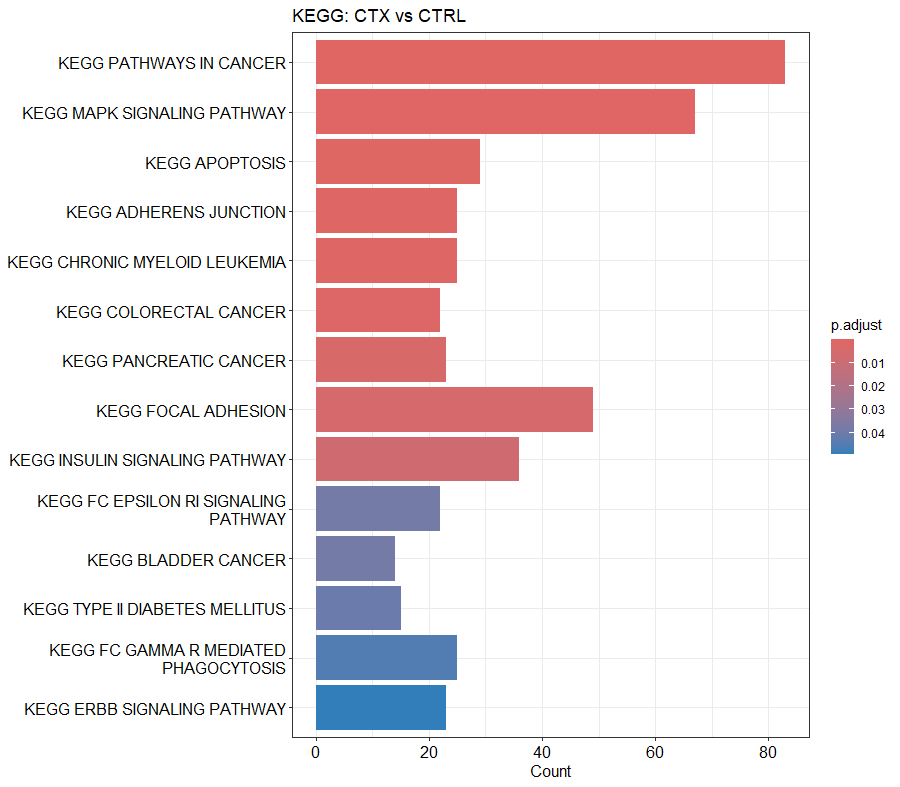 KEGG: CTX vs CTRL
KEGG PATHWAYS IN CANCER
KEGG MAPK SIGNALING PATHWAY
KEGG APOPTOSIS
KEGG ADHERENS JUNCTION
KEGG CHRONIC MYELOID LEUKEMIA
KEGG COLORECTAL CANCER
KEGG PANCREATIC CANCER
KEGG FOCAL ADHESION
KEGG INSULIN SIGNALING PATHWAY
KEGG FC EPSILON RI SIGNALING
PATHWAY
KEGG BLADDER CANCER
KEGG TYPE II DIABETES MELLITUS
KEGG FC GAMMA R MEDIATED
PHAGOCYTOSIS
KEGG ERBB SIGNALING PATHWAY
0 20 40 60 80
Count
p.adjust
0.01
0.02
0.03
0.04